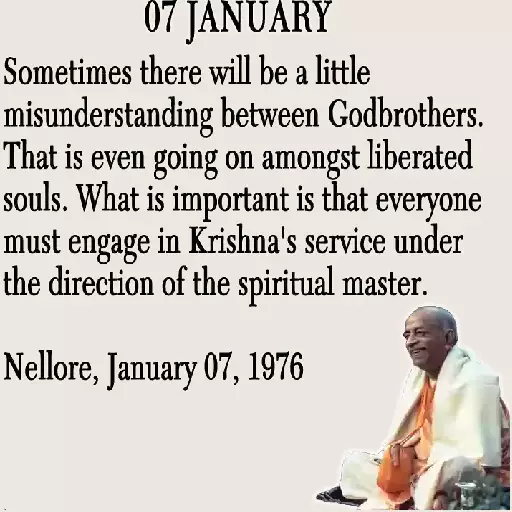 07 JANUARY
Sometimes there will be a little
misunderstanding between Godbrothers.
That is even going on amongst liberated
souls. What is important is that everyone
must engage in Krishna's service under
the direction of the spiritual master.
Nellore, January 07, 1976